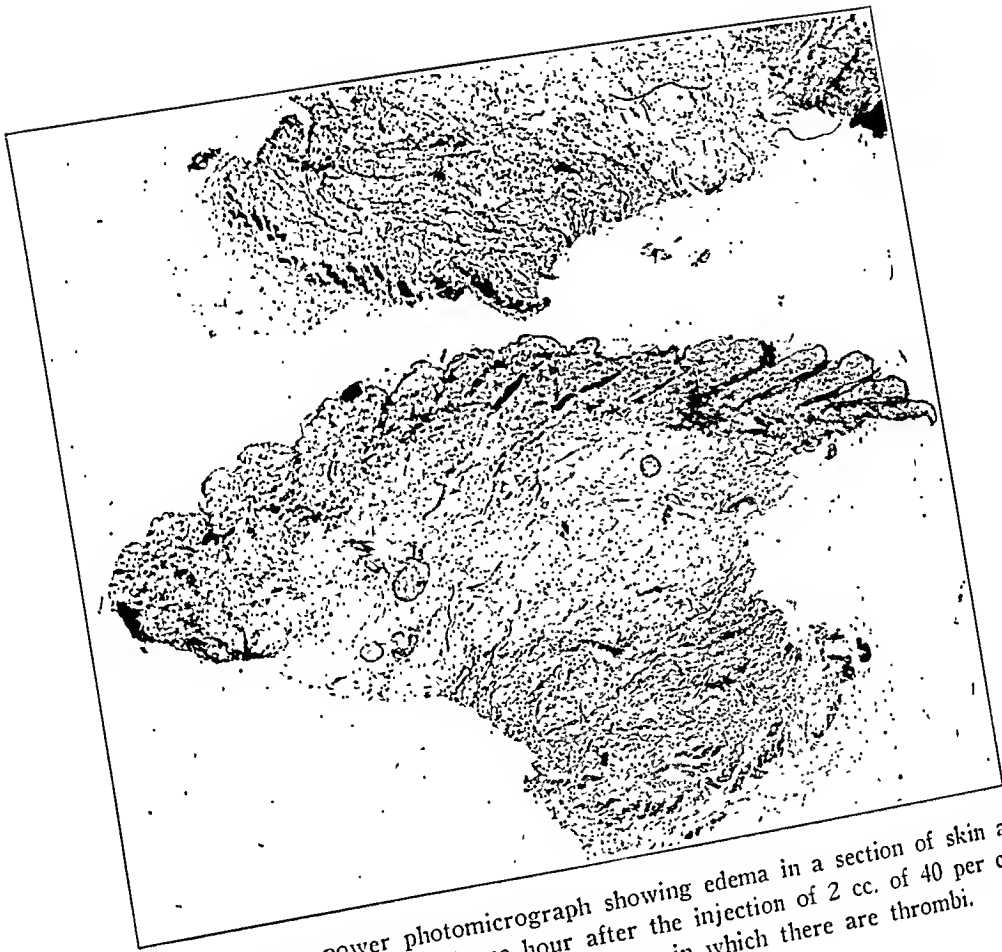 power photomicrograph showing edema in a section of skin
hour after the injection of 2 cc. of 40 per
in which there are thrombi.